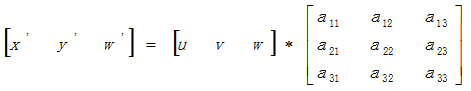 a₁₁ a₁₂ a₁₃
[x' y' w'] = [u v w] * a₂₁ a₂₂ a₂₃
a₃₁ a₃₂ a₃₃